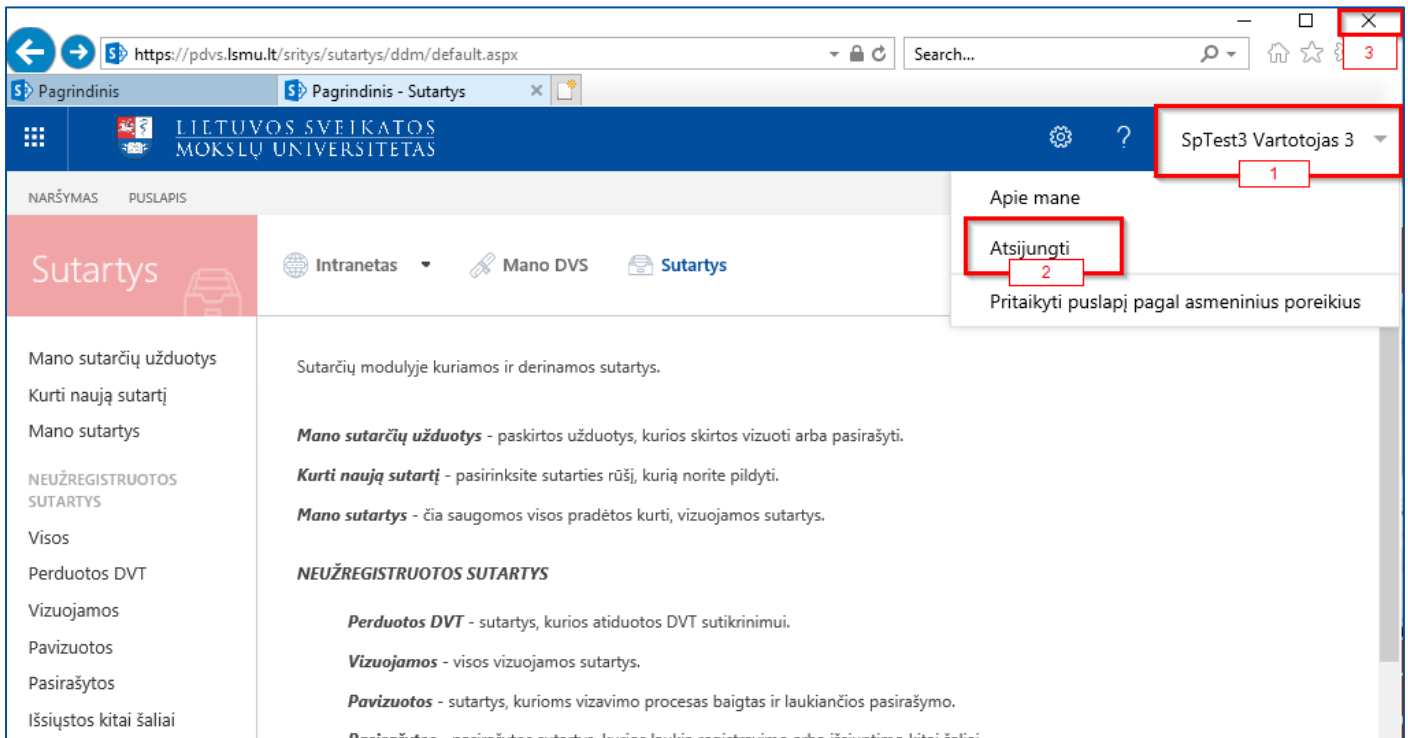 https://pdvs.lsmu.lt/sritys/sutartys/ddm/default.aspx
Search...
3
Pagrindinis
Pagrindinis - Sutartys
LIETUVOS SVEIKATOS
MOKSLŲ UNIVERSITETAS
?
SpTest3 Vartotojas 3
1
NARŠYMAS PUSLAPIS
Apie mane
Atsijungti
2
Pritaikyti puslapį pagal asmeninius poreikius
Sutartys
Intranetas
Mano DVS
Sutartys
Mano sutarčių užduotys
Kurti naują sutartį
Mano sutartys
NEUŽREGISTRUOTOS
SUTARTYS
Visos
Perduotos DVT
Vizuojamos
Pavizuotos
Pasirašytos
Išsiųstos kitai šaliai
Sutarčių modulyje kuriamos ir derinamos sutartys.
Mano sutarčių užduotys - paskirtos užduotys, kurios skirtos vizuoti arba pasirašyti.
Kurti naują sutartį - pasirinksite sutarties rūšį, kurią norite pildyti.
Mano sutartys - čia saugomos visos pradėtos kurti, vizuojamos sutartys.
NEUŽREGISTRUOTOS SUTARTYS
Perduotos DVT - sutartys, kurios atiduotos DVT sutikrinimui.
Vizuojamos - visos vizuojamos sutartys.
Pavizuotos - sutartys, kurioms vizavimo procesas baigtas ir laukiančios pasirašymo.